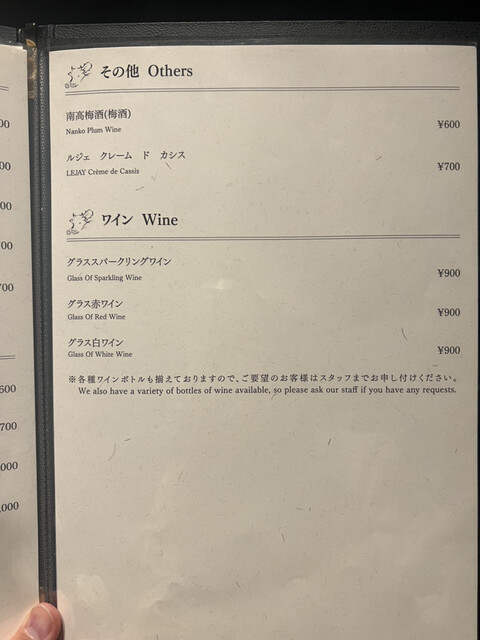 その他 Others
南高梅酒(梅酒)
Nanko Plum Wine
¥600
ルジェ クレーム ド カシス
LEJAY Crème de Cassis
¥700
ワイン Wine
グラススパークリングワイン
Glass Of Sparkling Wine
¥900
グラス赤ワイン
Glass Of Red Wine
¥900
グラス白ワイン
Glass Of White Wine
¥900
※各種ワインボトルも揃えておりますので、ご要望のお客様はスタッフまでお申し付けください。
We also have a variety of bottles of wine available, so please ask our staff if you have any requests.